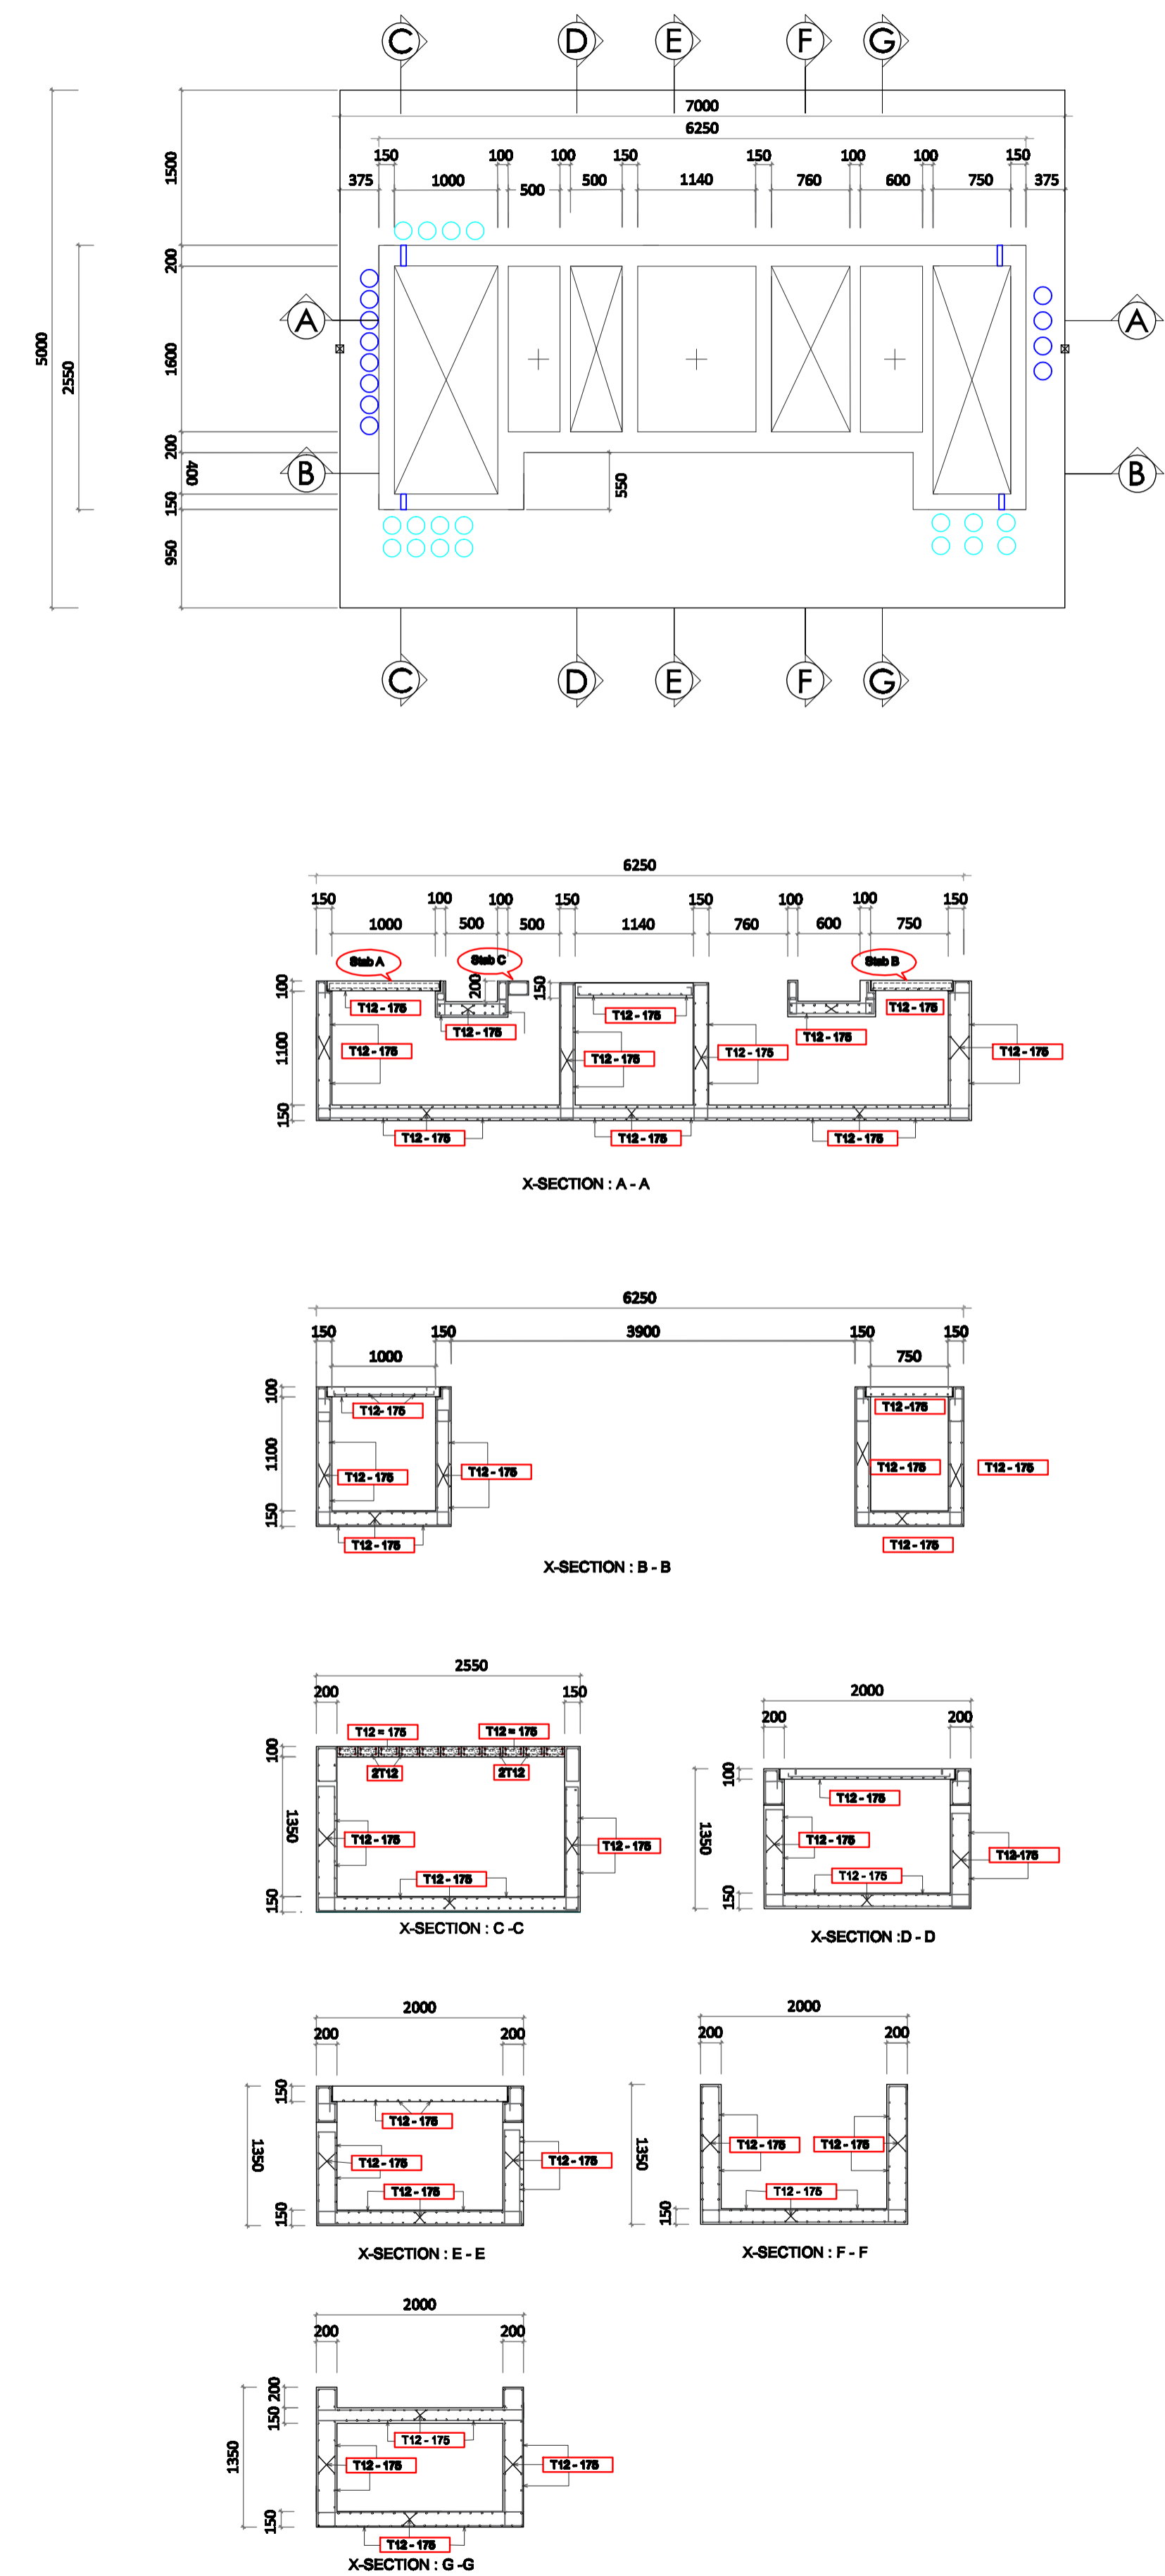 C D E F G
7000
6250
150 100 100 150 150 100 100 150
375 1000 500 500 1140 760 600 750 375
1500
200
A A
5000
2550
1600
200
400
B B
550
150
950
C D E F G
6250
150 100 100 150 150 100 100 150
1000 500 500 1140 760 600 750
Slab A Slab C Slab B
100 200 150
T12 - 175 T12 - 175 T12 - 175
T12 - 175 T12 - 175
1100
T12 - 175 T12 - 175 T12 - 175 T12 - 175
150
T12 - 175 T12 - 175 T12 - 175
X-SECTION : A - A
6250
150 150 3900 150 150
1000 750
100
T12- 175 T12 -175
1100
T12 - 175 T12 - 175 T12 - 175 T12 - 175
150
T12 - 175 T12 - 175
X-SECTION : B - B
2550
200 150
T12 = 175 T12 = 175
100
2T12 2T12
1350
T12 - 175 T12 - 175
T12 - 175
150
X-SECTION : C -C
2000
200 200
100
T12 - 175
1350
T12 - 175 T12-175
T12 - 175
150
X-SECTION :D - D
2000
200 200
150
T12 - 175
1350
T12 - 175 T12 - 175
T12 - 175
150
X-SECTION : E - E
2000
200 200
1350
T12 - 175 T12 - 175
T12 - 175
150
X-SECTION : F - F
2000
200 200
200
150
T12 - 175
1350
T12 - 175 T12 - 175
150
T12 - 175
X-SECTION : G -G